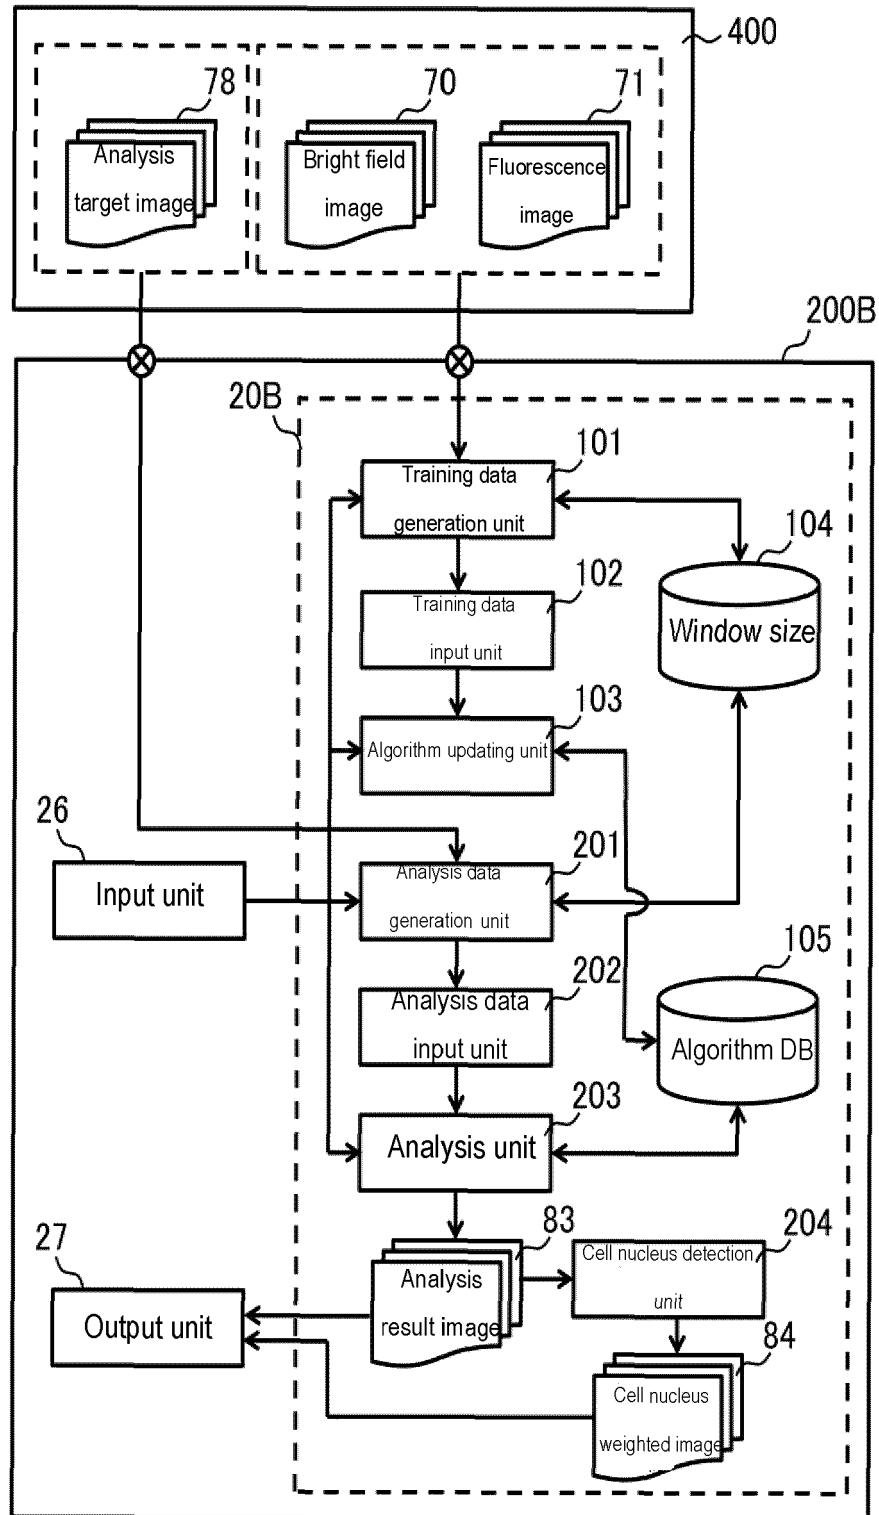 400
78
70
71
Analysis
target image
Bright field
image
Fluorescence
image
200B
20B
101
Training data
generation unit
104
Window size
102
Training data
input unit
103
Algorithm updating unit
26
Input unit
201
Analysis data
generation unit
105
Algorithm DB
202
Analysis data
input unit
203
Analysis unit
83
Analysis
result image
204
Cell nucleus detection
unit
27
Output unit
84
Cell nucleus
weighted image